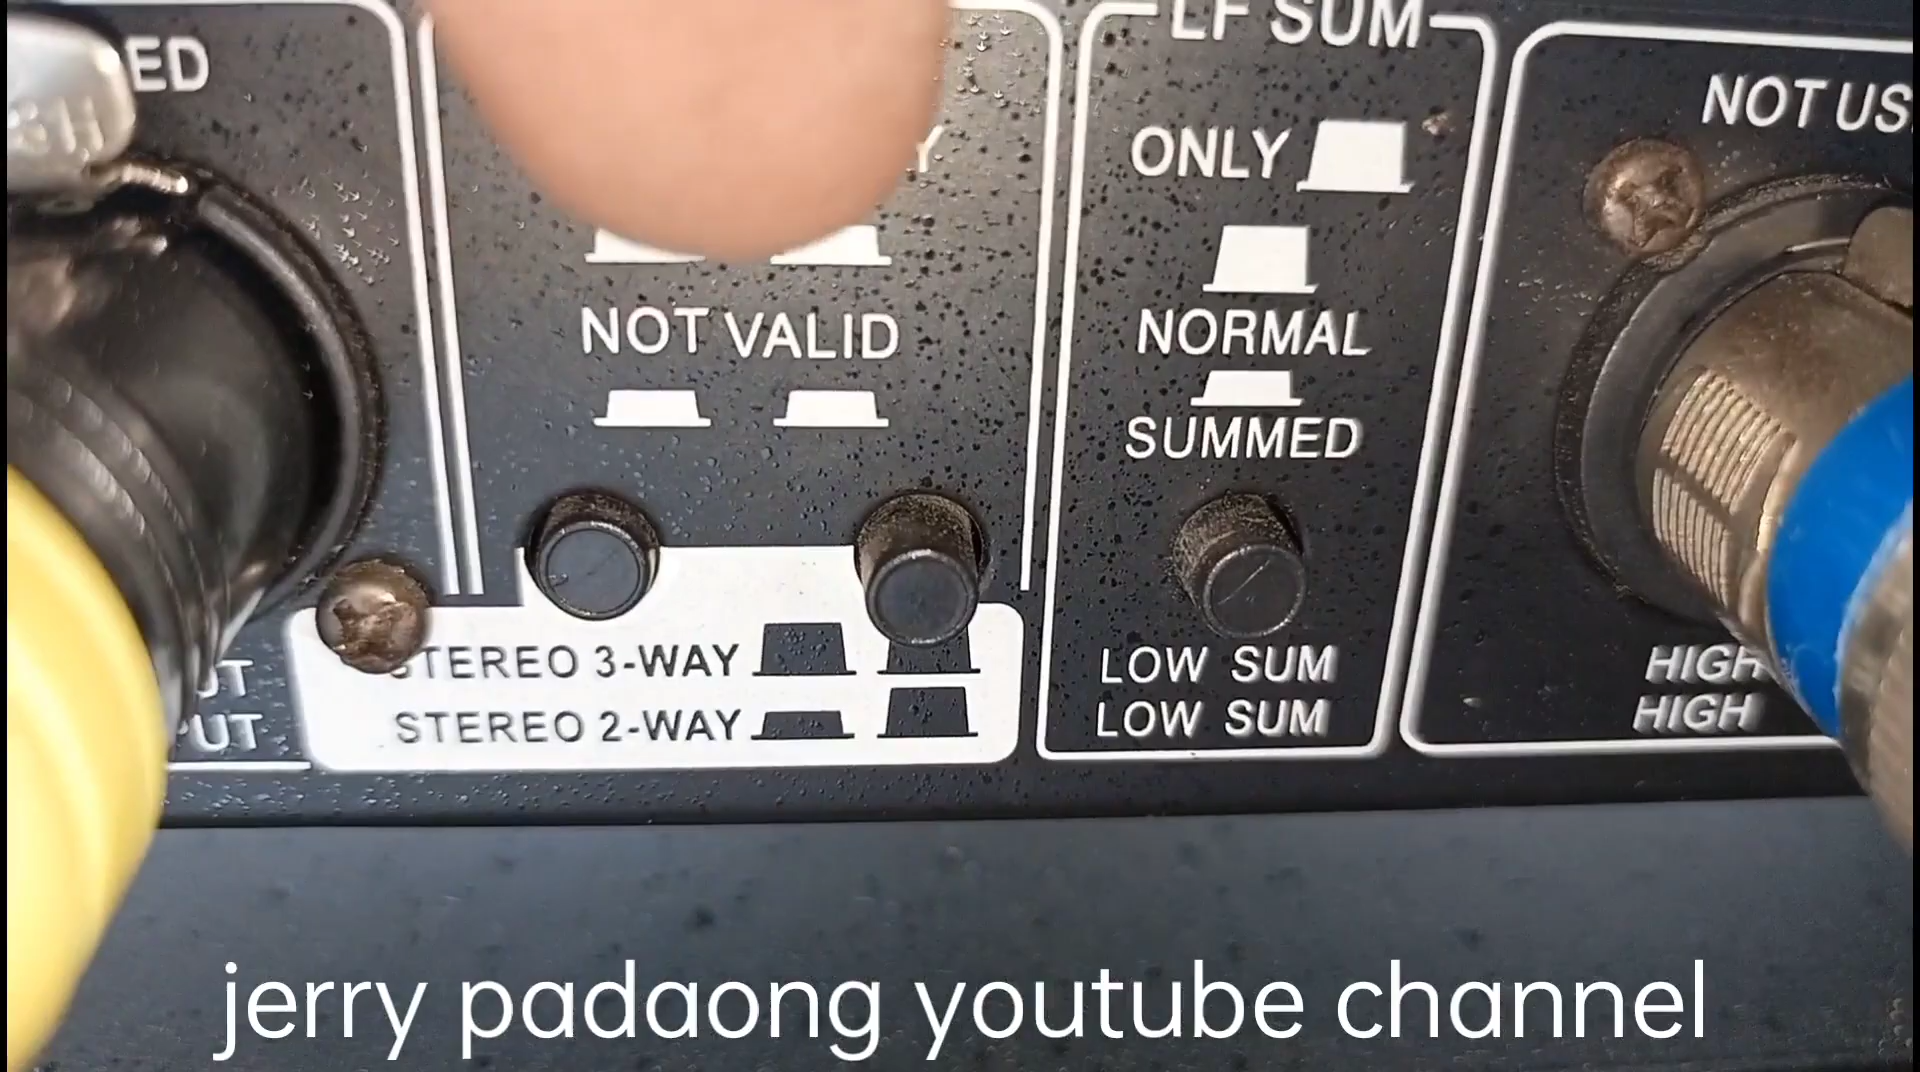 LF SUM
ONLY
NOT US
NOT VALID
NORMAL
SUMMED
STEREO 3-WAY
STEREO 2-WAY
LOW SUM
LOW SUM
HIGH
HIGH
jerry padaong youtube channel